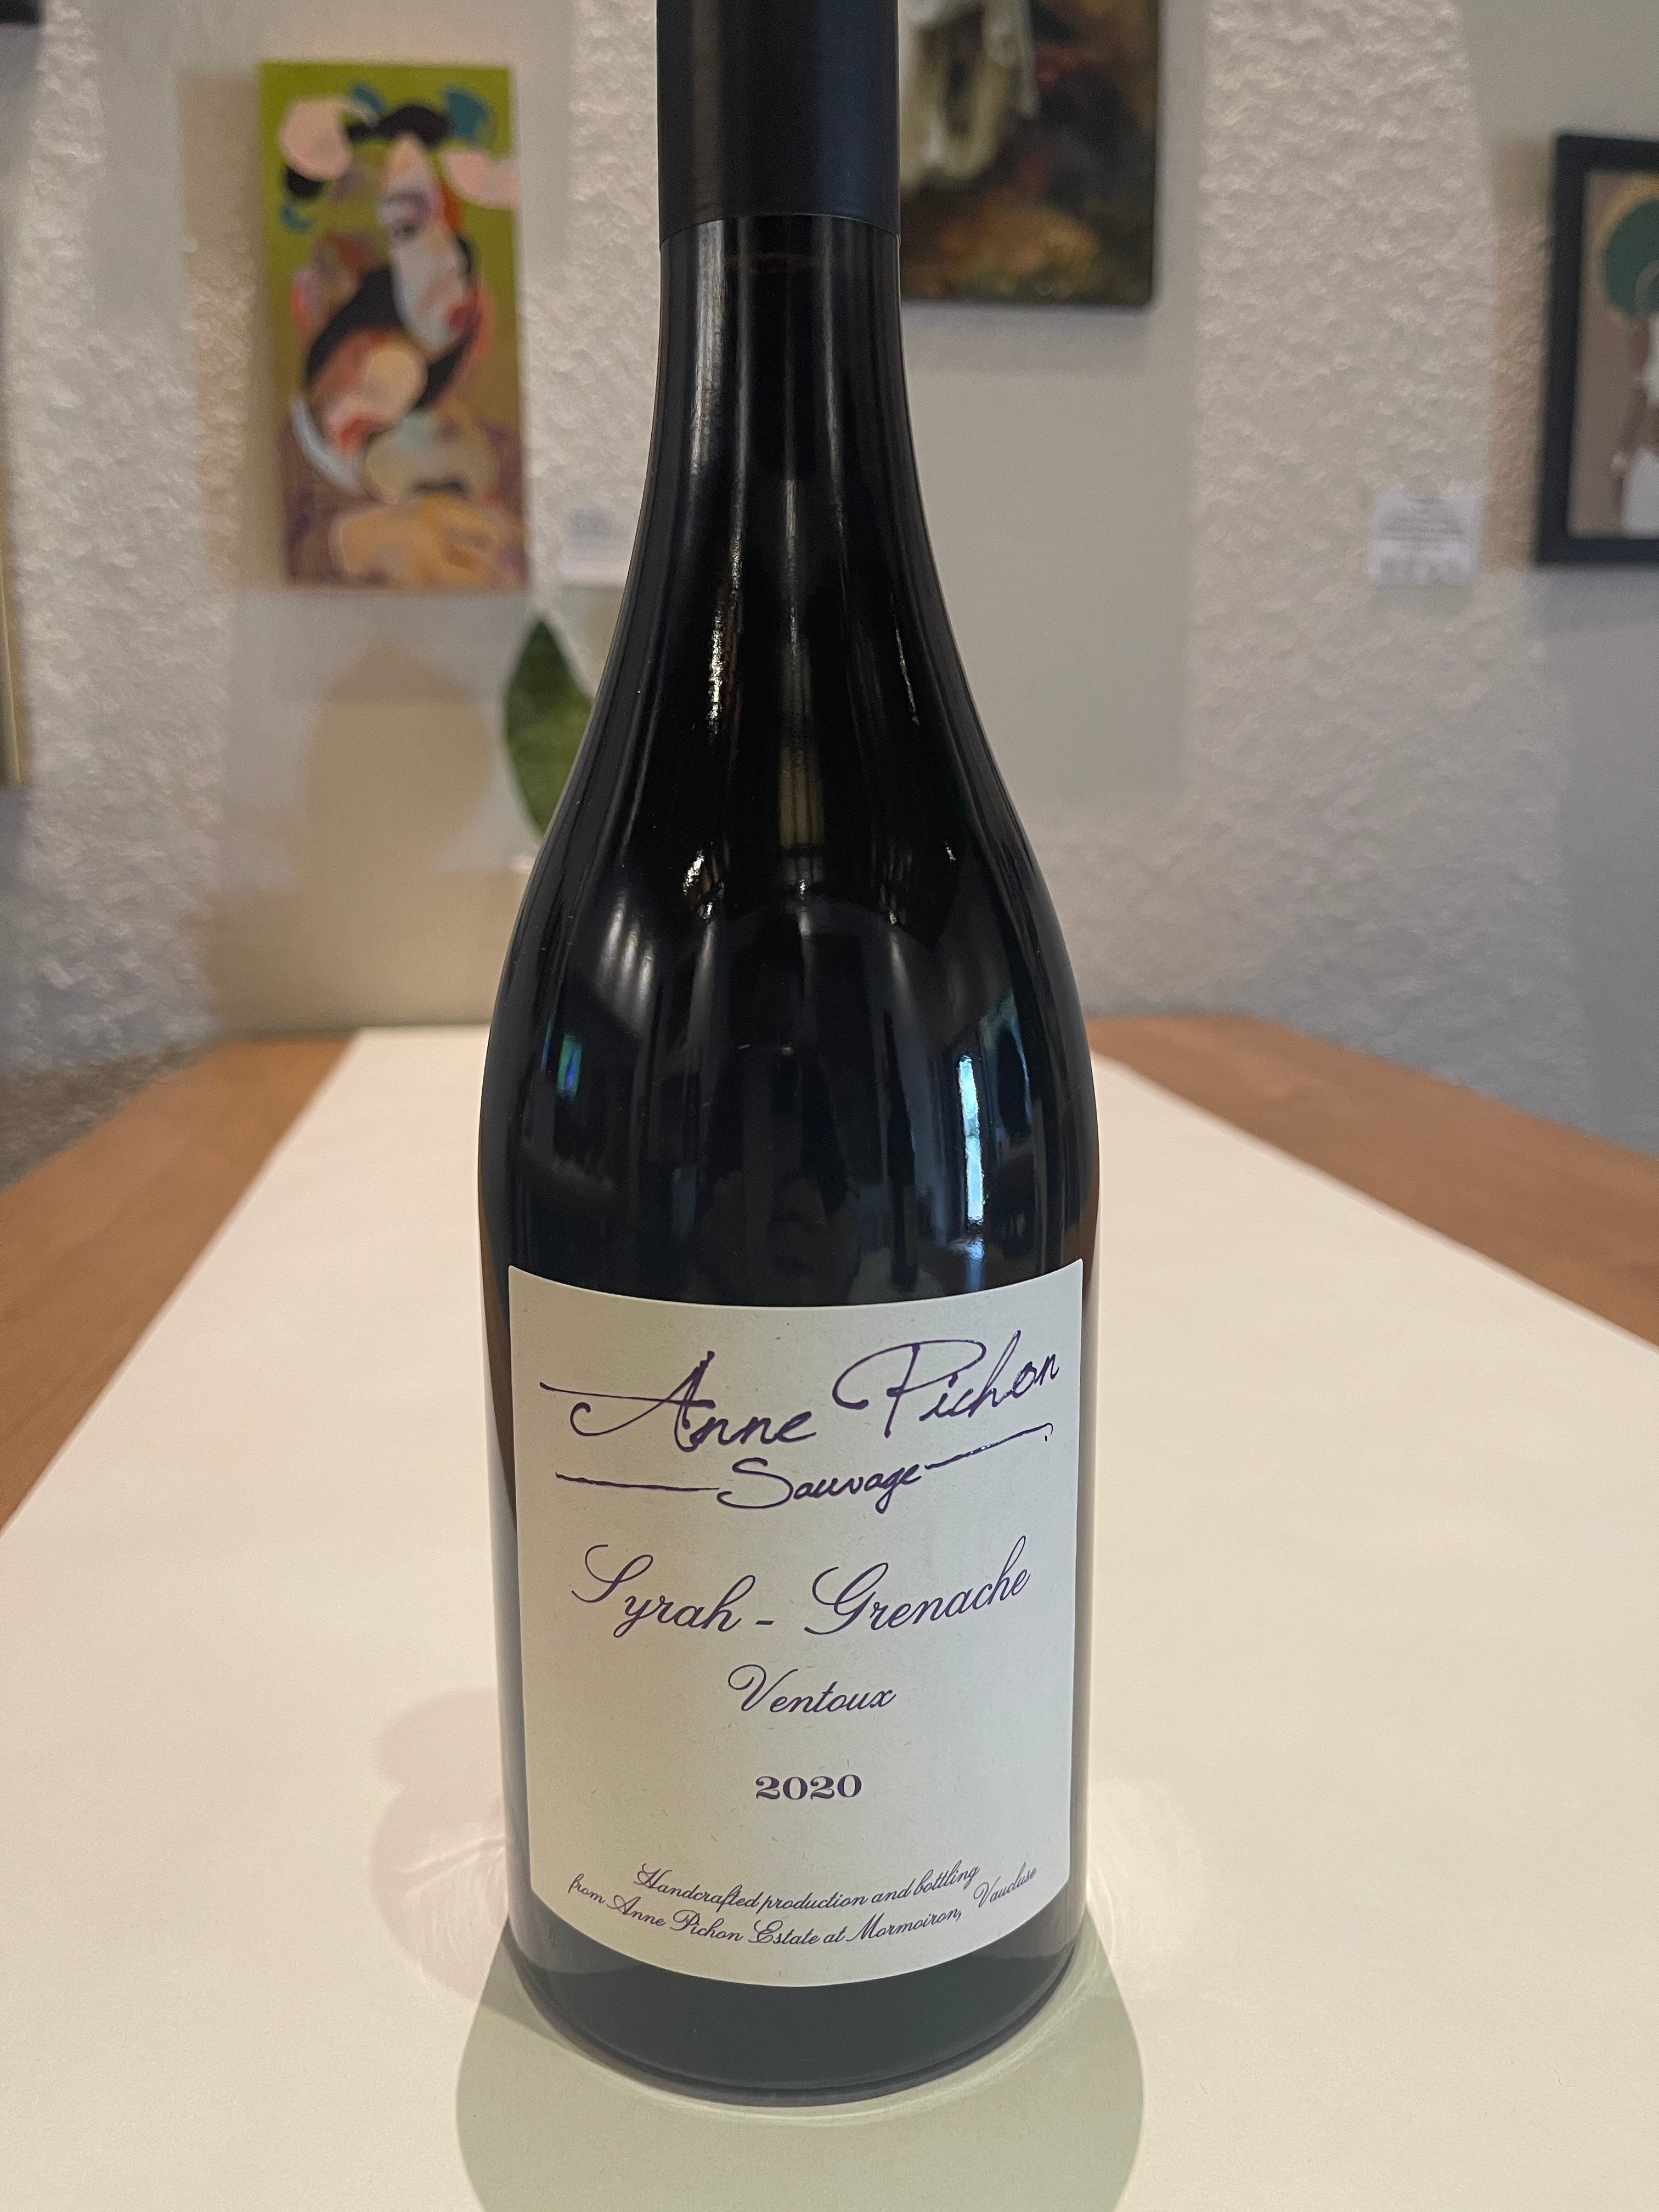 Anne Pichon
Sauvage
Syrah - Grenache
Ventoux
2020
Handcrafted production and bottling
from Anne Pichon Estate at Mormoiron, Vaucluse